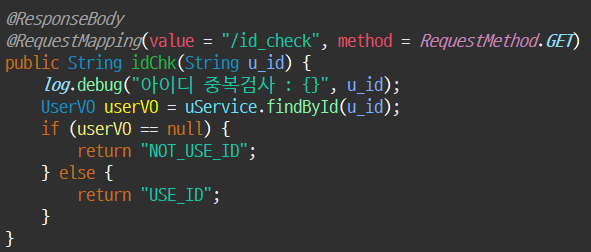 @ResponseBody
@RequestMapping(value = "/id_check", method = RequestMethod.GET)
public String idChk(String u_id) {
    log.debug("아이디 중복검사 : {}", u_id);
    UserVO userVO = uService.findById(u_id);
    if (userVO == null) {
        return "NOT_USE_ID";
    } else {
        return "USE_ID";
    }
}